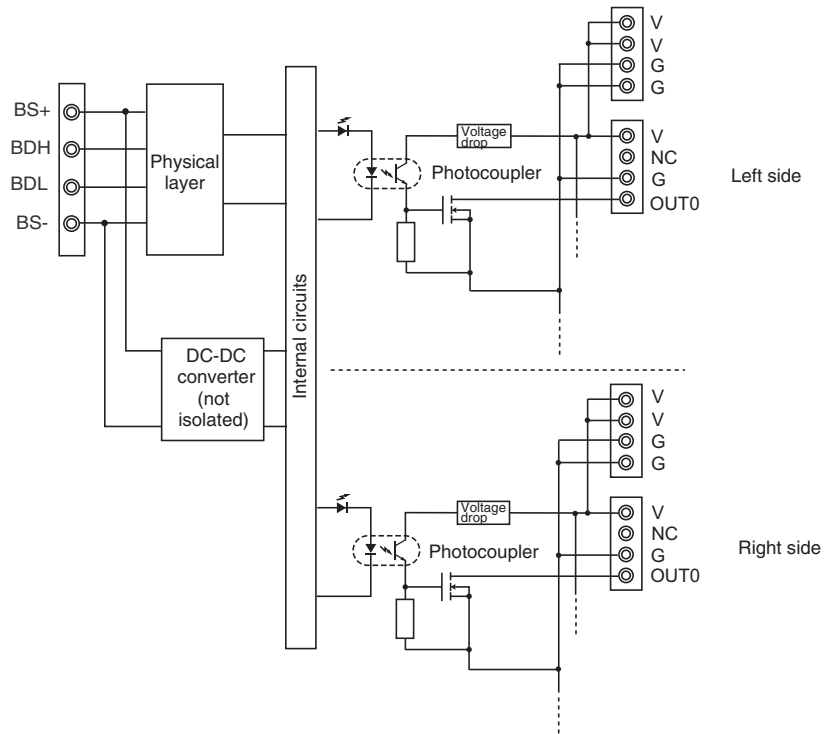 BS+
BDH
BDL
BS-
Physical
layer
DC-DC
converter
(not
isolated)
Internal circuits
Voltage
drop
Photocoupler
V
V
G
G
V
NC
G
OUT0
Left side
Voltage
drop
Photocoupler
V
V
G
G
V
NC
G
OUT0
Right side